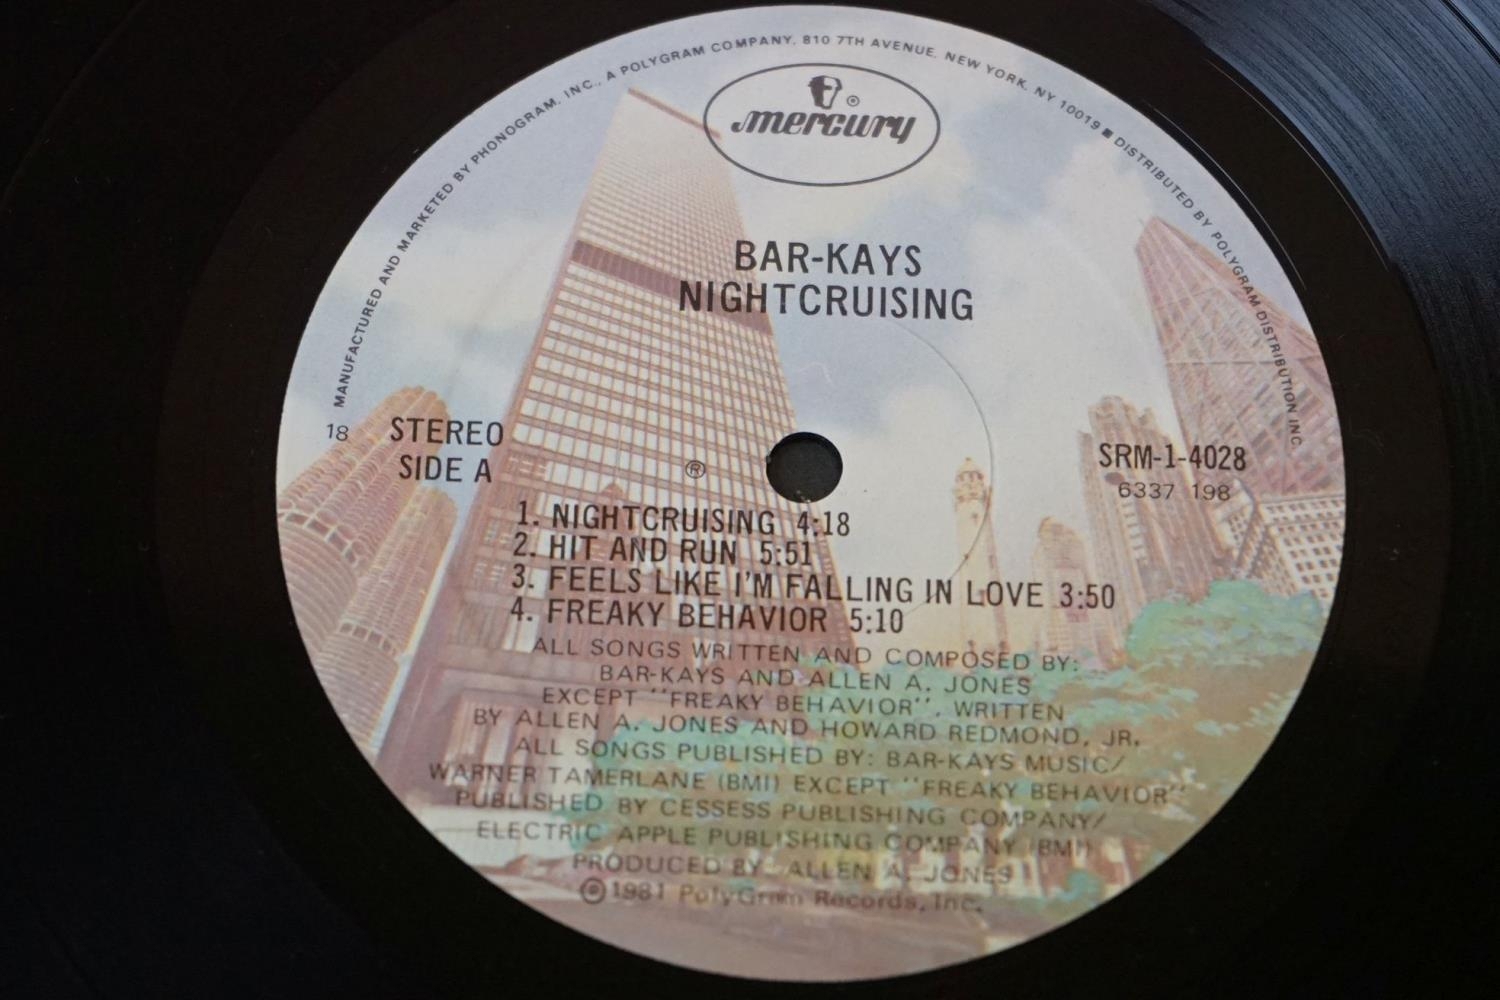 MANUFACTURED AND MARKETED BY PHONOGRAM, INC., A POLYGRAM COMPANY, 810 7TH AVENUE, NEW YORK, NY 10019 ■ DISTRIBUTED BY POLYGRAM DISTRIBUTION INC.
mercury ®
BAR-KAYS
NIGHTCRUISING
18 STEREO
SIDE A
®
SRM-1-4028
6337 198
1. NIGHTCRUISING 4:18
2. HIT AND RUN 5:51
3. FEELS LIKE I'M FALLING IN LOVE 3:50
4. FREAKY BEHAVIOR 5:10
ALL SONGS WRITTEN AND COMPOSED BY:
BAR-KAYS AND ALLEN A. JONES
EXCEPT "FREAKY BEHAVIOR", WRITTEN
BY ALLEN A. JONES AND HOWARD REDMOND, JR.
ALL SONGS PUBLISHED BY: BAR-KAYS MUSIC/
WARNER TAMERLANE (BMI) EXCEPT "FREAKY BEHAVIOR"
PUBLISHED BY CESSESS PUBLISHING COMPANY/
ELECTRIC APPLE PUBLISHING COMPANY (BMI)
PRODUCED BY: ALLEN A. JONES
℗1981 PolyGram Records, Inc.